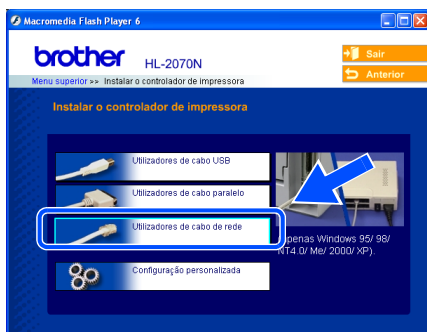 Macromedia Flash Player 6
brother HL-2070N
Sair
Anterior
Menu superior >> Instalar o controlador de impressora
Instalar o controlador de impressora
Utilizadores de cabo USB
Utilizadores de cabo paralelo
Utilizadores de cabo de rede
Configuração personalizada
penas Windows 95/ 98/
NT4.0/ Me/ 2000/ XP).